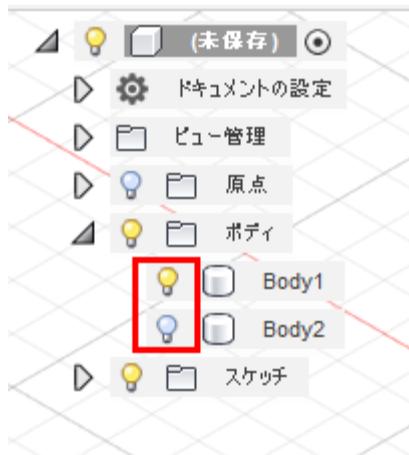 (未保存)
ドキュメントの設定
ビュー管理
原点
ボディ
Body1
Body2
スケッチ